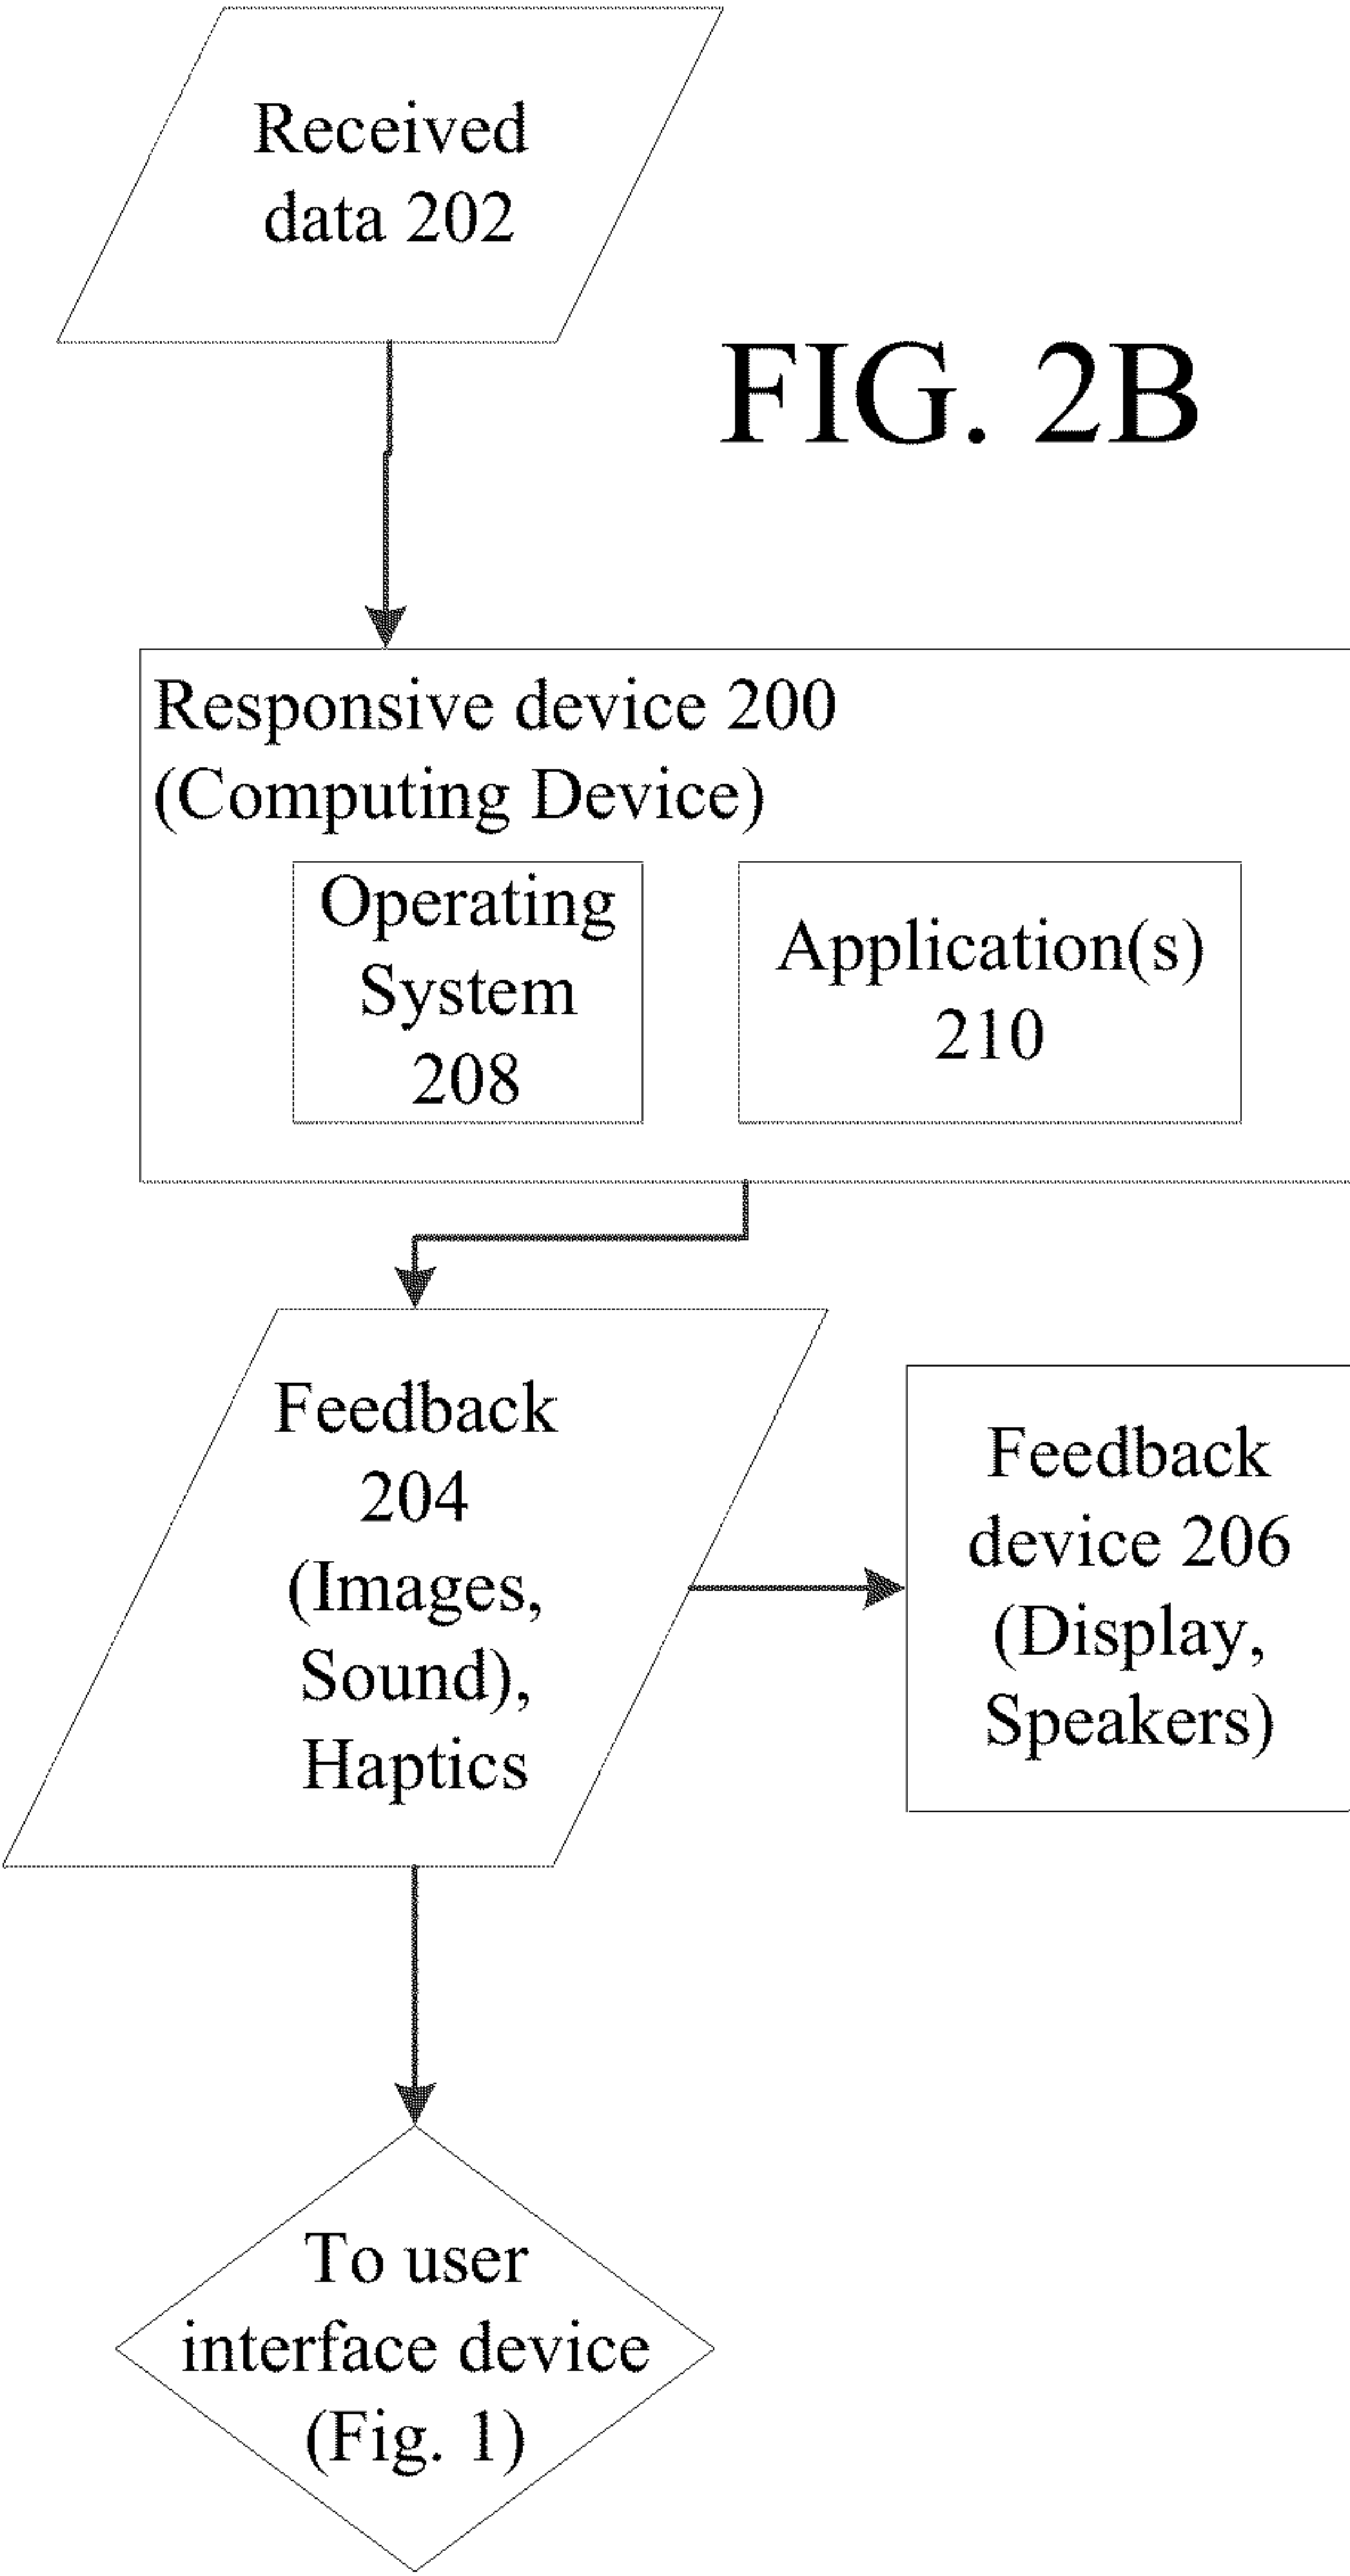 Received
data 202
FIG. 2B
Responsive device 200
(Computing Device)
Operating
System
208
Application(s)
210
Feedback
204
(Images,
Sound),
Haptics
Feedback
device 206
(Display,
Speakers)
To user
interface device
(Fig. 1)